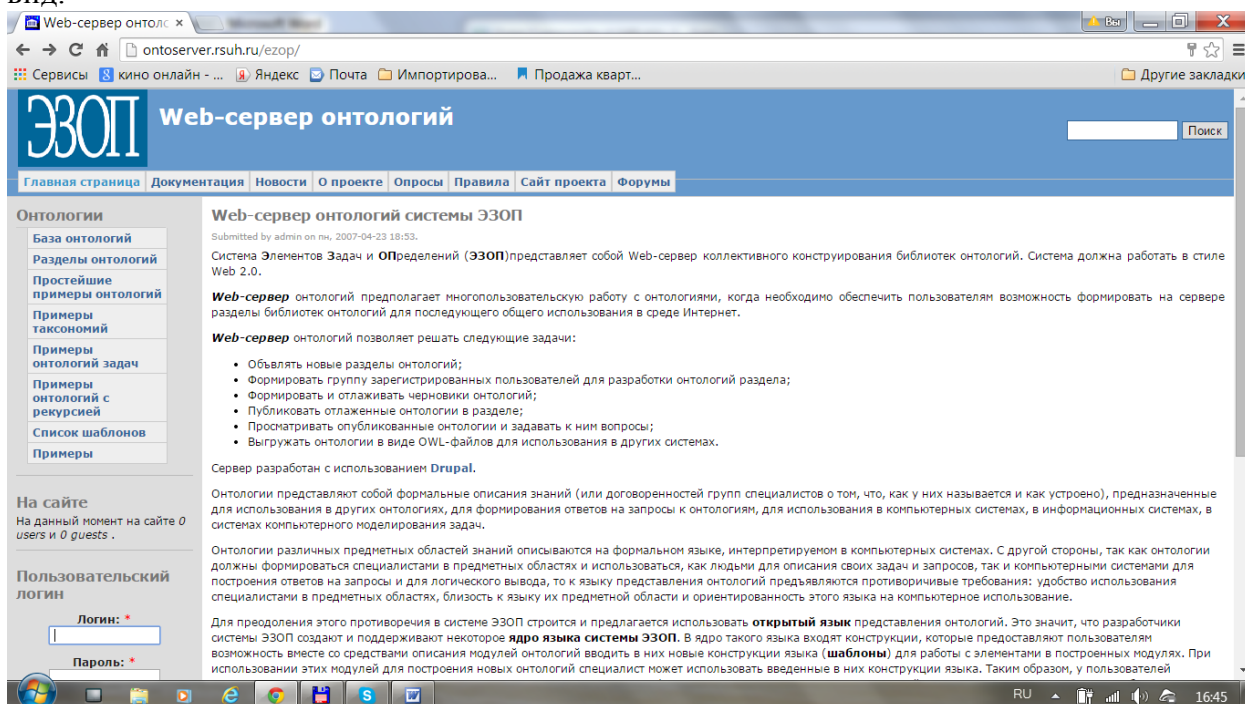 вид:
Web-сервер онтоло
Вы
ontoserver.rsuh.ru/ezop/
Сервисы кино онлайн - ... Яндекс Почта Импортирова... Продажа кварт... Другие закладки
ЭЗОП
Web-сервер онтологий
Поиск
Главная страница Документация Новости О проекте Опросы Правила Сайт проекта Форумы
Онтологии
База онтологий
Разделы онтологий
Простейшие
примеры онтологий
Примеры
таксономий
Примеры
онтологий задач
Примеры
онтологий с
рекурсией
Список шаблонов
Примеры
На сайте
На данный момент на сайте 0
users и 0 guests .
Пользовательский
логин
Логин: *
Пароль: *
Web-сервер онтологий системы ЭЗОП
Submitted by admin on пн, 2007-04-23 18:53.
Система Элементов Задач и ОПределений (ЭЗОП)представляет собой Web-сервер коллективного конструирования библиотек онтологий. Система должна работать в стиле
Web 2.0.
Web-сервер онтологий предполагает многопользовательскую работу с онтологиями, когда необходимо обеспечить пользователям возможность формировать на сервере
разделы библиотек онтологий для последующего общего использования в среде Интернет.
Web-сервер онтологий позволяет решать следующие задачи:
• Объвлять новые разделы онтологий;
• Формировать группу зарегистрированных пользователей для разработки онтологий раздела;
• Формировать и отлаживать черновики онтологий;
• Публиковать отлаженные онтологии в разделе;
• Просматривать опубликованные онтологии и задавать к ним вопросы;
• Выгружать онтологии в виде OWL-файлов для использования в других системах.
Сервер разработан с использованием Drupal.
Онтологии представляют собой формальные описания знаний (или договоренностей групп специалистов о том, что, как у них называется и как устроено), предназначенные
для использования в других онтологиях, для формирования ответов на запросы к онтологиям, для использования в компьютерных системах, в информационных системах, в
системах компьютерного моделирования задач.
Онтологии различных предметных областей знаний описываются на формальном языке, интерпретируемом в компьютерных системах. С другой стороны, так как онтологии
должны формироваться специалистами в предметных областях и использоваться, как людьми для описания своих задач и запросов, так и компьютерными системами для
построения ответов на запросы и для логического вывода, то к языку представления онтологий предъявляются противоричивые требования: удобство использования
специалистами в предметных областях, близость к языку их предметной области и ориентированность этого языка на компьютерное использование.
Для преодоления этого противоречия в системе ЭЗОП строится и предлагается использовать открытый язык представления онтологий. Это значит, что разработчики
системы ЭЗОП создают и поддерживают некоторое ядро языка системы ЭЗОП. В ядро такого языка входят конструкции, которые предоставляют пользователям
возможность вместе со средствами описания модулей онтологий вводить в них новые конструкции языка (шаблоны) для работы с элементами в построенных модулях. При
использовании этих модулей для построения новых онтологий специалист может использовать введенные в них конструкции языка. Таким образом, у пользователей
RU 16:45